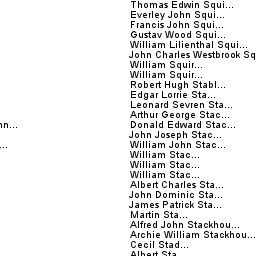 Thomas Edwin Squi...
Everley John Squi...
Francis John Squi...
Gustav Wood Squi...
William Lilienthal Squi...
John Charles Westbrook Sq
William Squir...
William Squir...
Robert Hugh Stabl...
Edgar Lorrie Sta...
Leonard Sevren Sta...
Arthur George Stac...
nn...
Donald Edward Stac...
John Joseph Stac...
...
William John Stac...
William Stac...
William Stac...
William Stac...
Albert Charles Sta...
John Dominic Sta...
James Patrick Sta...
Martin Sta...
Alfred John Stackhou...
Archie William Stackhou...
Cecil Stad...
Albert Sta